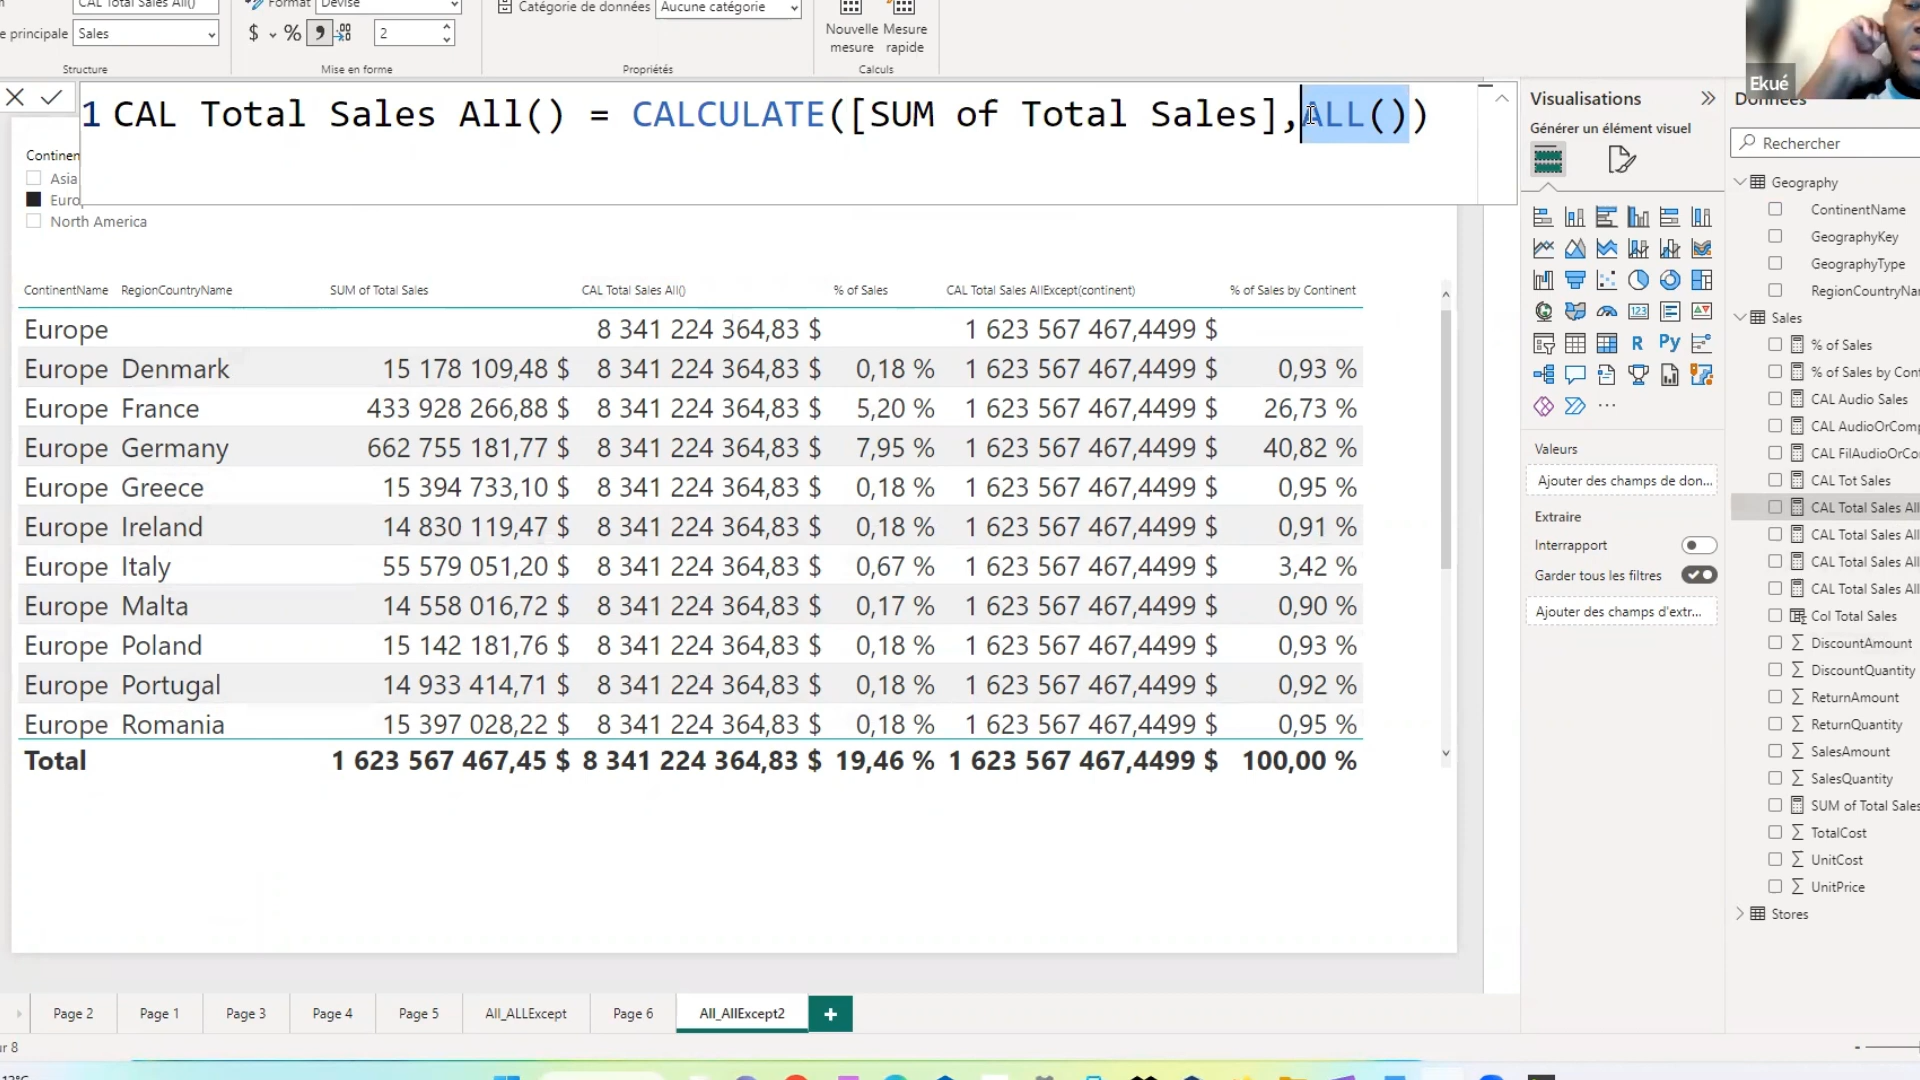 CAL Total Sales All()
Format
Devise
Catégorie de données
Aucune catégorie
e principale
Sales
$
%
2
Nouvelle mesure
Mesure rapide
Structure
Mise en forme
Propriétés
Calculs
Ekué
1 CAL Total Sales All() = CALCULATE([SUM of Total Sales],ALL())
Contine
Asia
Euro
North America
ContinentName RegionCountryName SUM of Total Sales CAL Total Sales All() % of Sales CAL Total Sales AllExcept(continent) % of Sales by Continent
Europe 8 341 224 364,83 $ 1 623 567 467,4499 $
Europe Denmark 15 178 109,48 $ 8 341 224 364,83 $ 0,18 % 1 623 567 467,4499 $ 0,93 %
Europe France 433 928 266,88 $ 8 341 224 364,83 $ 5,20 % 1 623 567 467,4499 $ 26,73 %
Europe Germany 662 755 181,77 $ 8 341 224 364,83 $ 7,95 % 1 623 567 467,4499 $ 40,82 %
Europe Greece 15 394 733,10 $ 8 341 224 364,83 $ 0,18 % 1 623 567 467,4499 $ 0,95 %
Europe Ireland 14 830 119,47 $ 8 341 224 364,83 $ 0,18 % 1 623 567 467,4499 $ 0,91 %
Europe Italy 55 579 051,20 $ 8 341 224 364,83 $ 0,67 % 1 623 567 467,4499 $ 3,42 %
Europe Malta 14 558 016,72 $ 8 341 224 364,83 $ 0,17 % 1 623 567 467,4499 $ 0,90 %
Europe Poland 15 142 181,76 $ 8 341 224 364,83 $ 0,18 % 1 623 567 467,4499 $ 0,93 %
Europe Portugal 14 933 414,71 $ 8 341 224 364,83 $ 0,18 % 1 623 567 467,4499 $ 0,92 %
Europe Romania 15 397 028,22 $ 8 341 224 364,83 $ 0,18 % 1 623 567 467,4499 $ 0,95 %
Total 1 623 567 467,45 $ 8 341 224 364,83 $ 19,46 % 1 623 567 467,4499 $ 100,00 %
Visualisations
Générer un élément visuel
R
Py
Valeurs
Ajouter des champs de don...
Extraire
Interrapport
Garder tous les filtres
Ajouter des champs d'extr...
Rechercher
Geography
ContinentName
GeographyKey
GeographyType
RegionCountryNa
Sales
% of Sales
% of Sales by Cont
CAL Audio Sales
CAL AudioOrComp
CAL FilAudioOrCo
CAL Tot Sales
CAL Total Sales All
CAL Total Sales All
CAL Total Sales All
CAL Total Sales All
Col Total Sales
DiscountAmount
DiscountQuantity
ReturnAmount
ReturnQuantity
SalesAmount
SalesQuantity
SUM of Total Sales
TotalCost
UnitCost
UnitPrice
Stores
Page 2
Page 1
Page 3
Page 4
Page 5
All_ALLExcept
Page 6
All_AllExcept2
+
ur 8